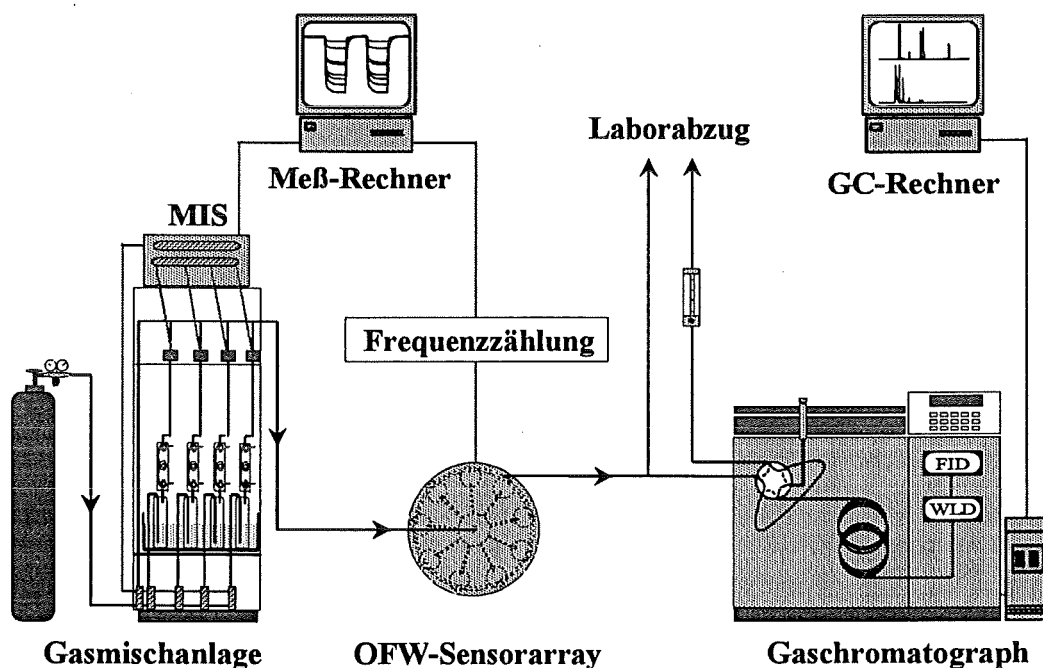 Laborabzug
Meß-Rechner
GC-Rechner
MIS
Frequenzzählung
FID
WLD
Gasmischanlage
OFW-Sensorarray
Gaschromatograph